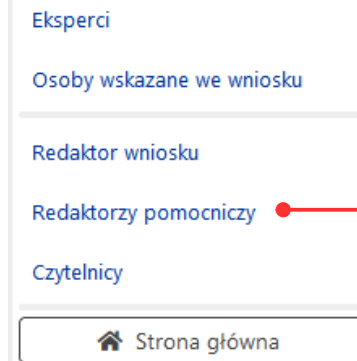 Eksperci
Osoby wskazane we wniosku
Redaktor wniosku
Redaktorzy pomocniczy
Czytelnicy
Strona główna